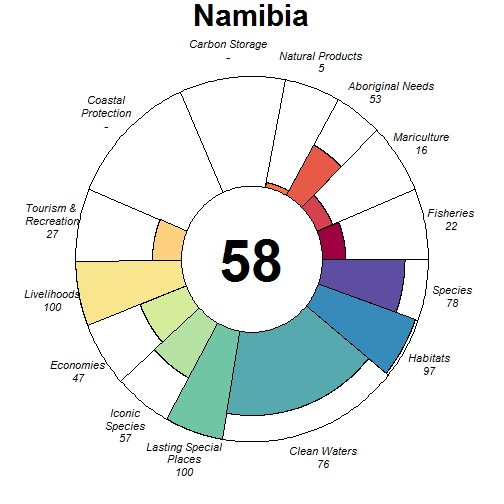 Namibia
Carbon Storage
-
Natural Products
5
Aboriginal Needs
53
Mariculture
16
Fisheries
22
Species
78
Habitats
97
Clean Waters
76
Lasting Special
Places
100
Iconic
Species
57
Economies
47
Livelihoods
100
Tourism &
Recreation
27
Coastal
Protection
-
58